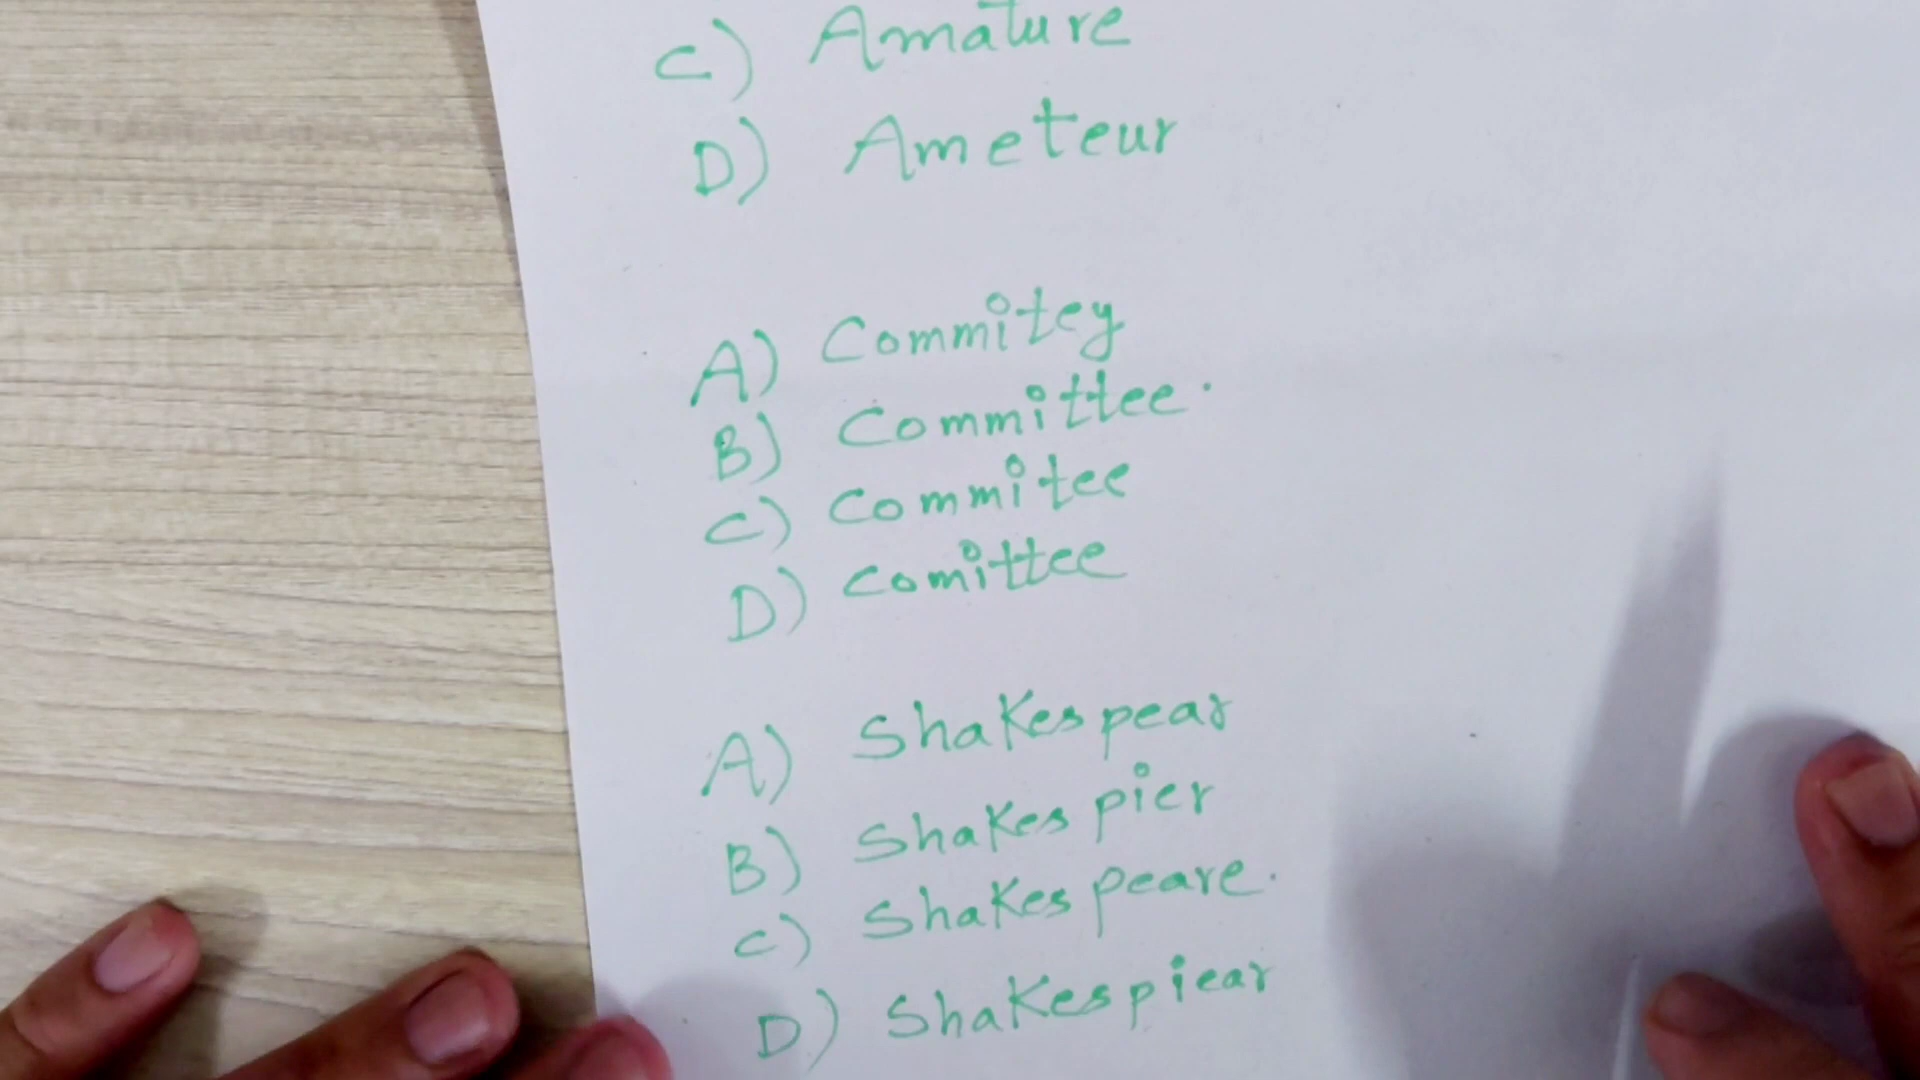 C) Amature
D) Ameteur
A) Commitey
B) Committee.
C) Commitee
D) Comittee
A) Shakespear
B) Shakespier
C) Shakespeare.
D) Shakespiear